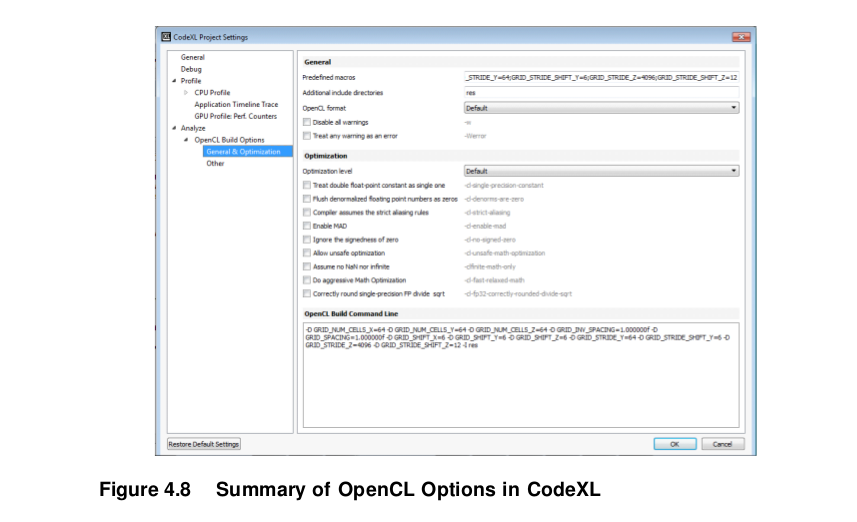 CodeXL Project Settings
General
Debug
Profile
CPU Profile
Application Timeline Trace
GPU Profile: Perf. Counters
Analyze
OpenCL Build Options
General & Optimization
Other
General
Predefined macros _STRIDE_Y=64;GRID_STRIDE_SHIFT_Y=6;GRID_STRIDE_Z=4096;GRID_STRIDE_SHIFT_Z=12
Additional include directories res
OpenCL format Default
Disable all warnings -w
Treat any warning as an error -Werror
Optimization
Optimization level Default
Treat double float-point constant as single one -cl-single-precision-constant
Flush denormalized floating point numbers as zeros -cl-denorms-are-zero
Compiler assumes the strict aliasing rules -cl-strict-aliasing
Enable MAD -cl-enable-mad
Ignore the signedness of zero -cl-no-signed-zero
Allow unsafe optimization -cl-unsafe-math-optimization
Assume no NaN nor infinite -clfinite-math-only
Do aggressive Math Optimization -cl-fast-relaxed-math
Correctly round single-precision FP divide sqrt -cl-fp32-correctly-rounded-divide-sqrt
OpenCL Build Command Line
-D GRID_NUM_CELLS_X=64 -D GRID_NUM_CELLS_Y=64 -D GRID_NUM_CELLS_Z=64 -D GRID_INV_SPACING=1.000000f -D
GRID_SPACING=1.000000f -D GRID_SHIFT_X=6 -D GRID_SHIFT_Y=6 -D GRID_SHIFT_Z=6 -D GRID_STRIDE_Y=64 -D GRID_STRIDE_SHIFT_Y=6 -D
GRID_STRIDE_Z=4096 -D GRID_STRIDE_SHIFT_Z=12 -I res
Restore Default Settings OK Cancel
Figure 4.8 Summary of OpenCL Options in CodeXL